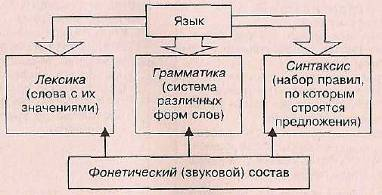 Язык
Лексика
(слова с их
значениями)
Грамматика
(система
различных
форм слов)
Синтаксис
(набор правил,
по которым
строятся
предложения)
Фонетический (звуковой) состав